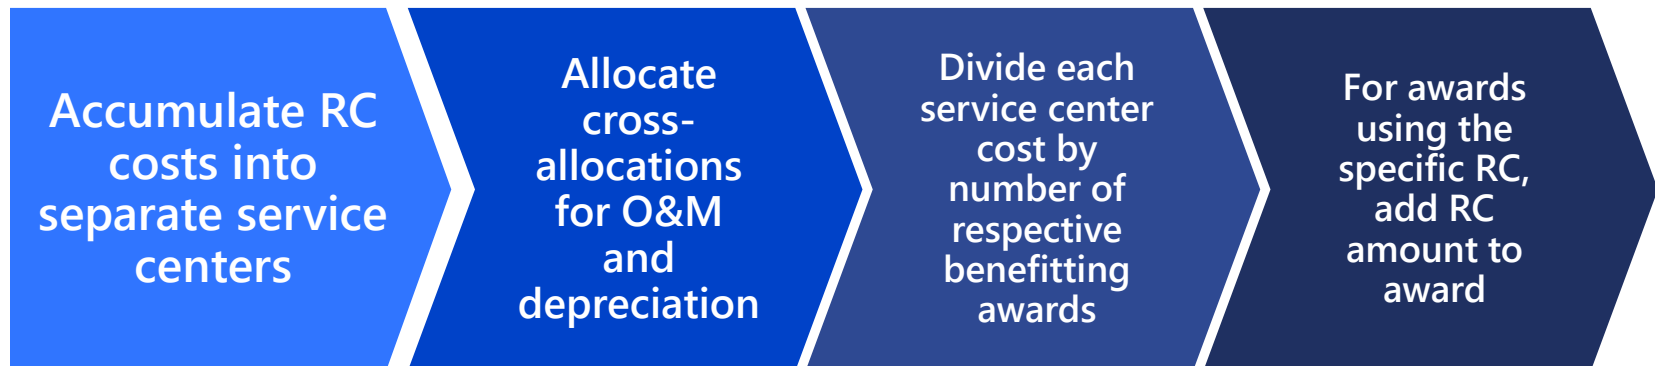 Accumulate RC
costs into
separate service
centers
Allocate
cross-
allocations
for O&M
and
depreciation
Divide each
service center
cost by
number of
respective
benefitting
awards
For awards
using the
specific RC,
add RC
amount to
award